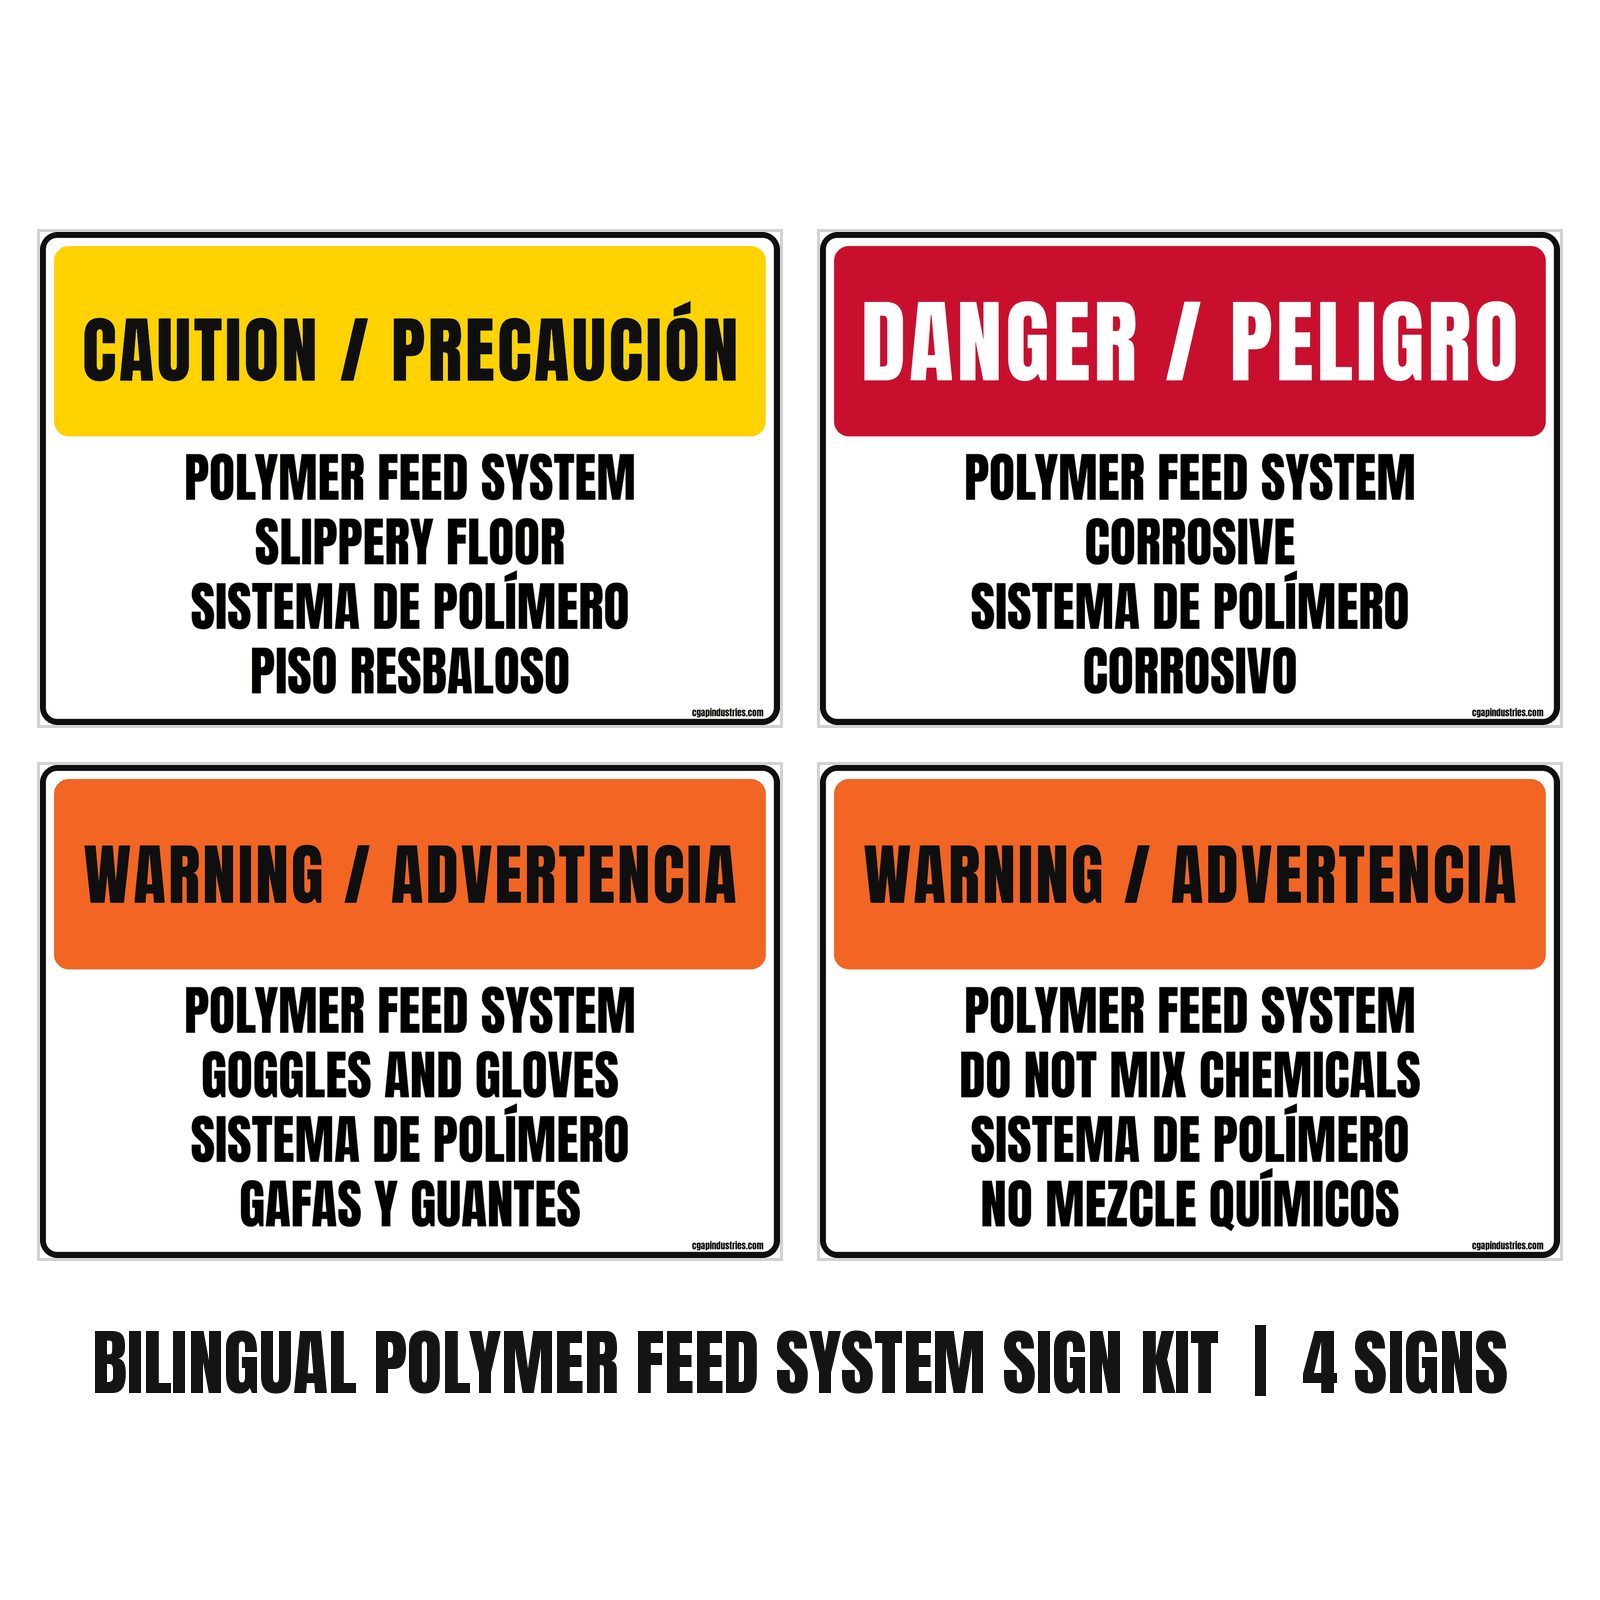 CAUTION / PRECAUCIÓN
POLYMER FEED SYSTEM
SLIPPERY FLOOR
SISTEMA DE POLÍMERO
PISO RESBALOSO
cgapindustries.com
DANGER / PELIGRO
POLYMER FEED SYSTEM
CORROSIVE
SISTEMA DE POLÍMERO
CORROSIVO
cgapindustries.com
WARNING / ADVERTENCIA
POLYMER FEED SYSTEM
GOGGLES AND GLOVES
SISTEMA DE POLÍMERO
GAFAS Y GUANTES
cgapindustries.com
WARNING / ADVERTENCIA
POLYMER FEED SYSTEM
DO NOT MIX CHEMICALS
SISTEMA DE POLÍMERO
NO MEZCLE QUÍMICOS
cgapindustries.com
BILINGUAL POLYMER FEED SYSTEM SIGN KIT | 4 SIGNS